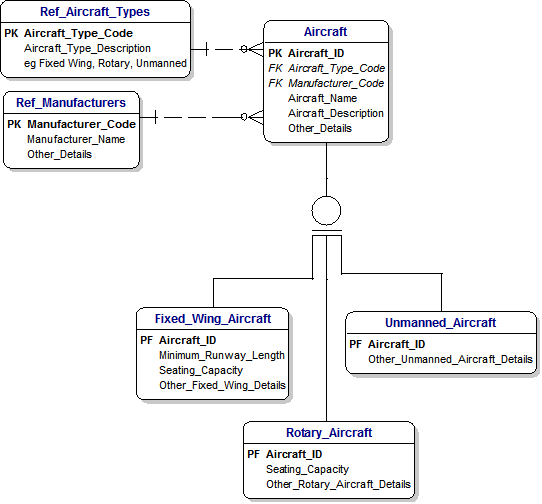 Ref_Aircraft_Types
PK Aircraft_Type_Code
Aircraft_Type_Description
eg Fixed Wing, Rotary, Unmanned
Aircraft
PK Aircraft_ID
FK Aircraft_Type_Code
FK Manufacturer_Code
Aircraft_Name
Aircraft_Description
Other_Details
Ref_Manufacturers
PK Manufacturer_Code
Manufacturer_Name
Other_Details
Fixed_Wing_Aircraft
PF Aircraft_ID
Minimum_Runway_Length
Seating_Capacity
Other_Fixed_Wing_Details
Unmanned_Aircraft
PF Aircraft_ID
Other_Unmanned_Aircraft_Details
Rotary_Aircraft
PF Aircraft_ID
Seating_Capacity
Other_Rotary_Aircraft_Details